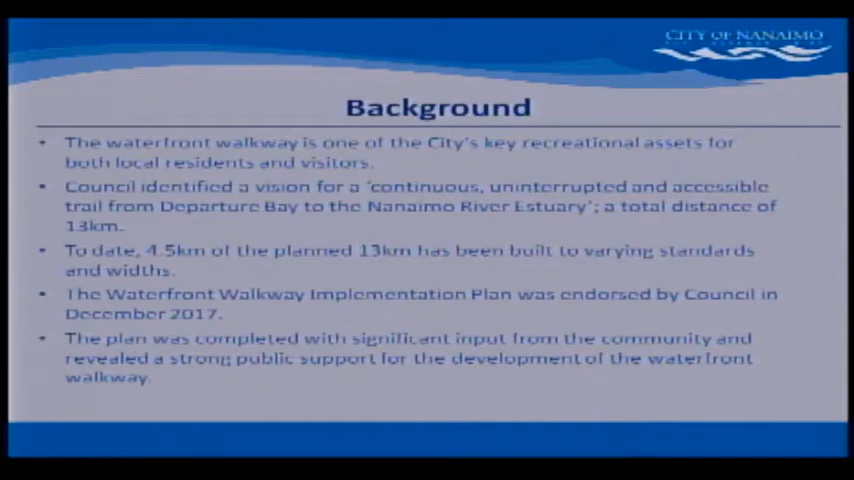 CITY OF NANAIMO
Background
• The waterfront walkway is one of the City's key recreational assets for
both local residents and visitors.
• Council identified a vision for a 'continuous, uninterrupted and accessible
trail from Departure Bay to the Nanaimo River Estuary'; a total distance of
13km.
• To date, 4.5km of the planned 13km has been built to varying standards
and widths.
• The Waterfront Walkway Implementation Plan was endorsed by Council in
December 2017.
• The plan was completed with significant input from the community and
revealed a strong public support for the development of the waterfront
walkway.